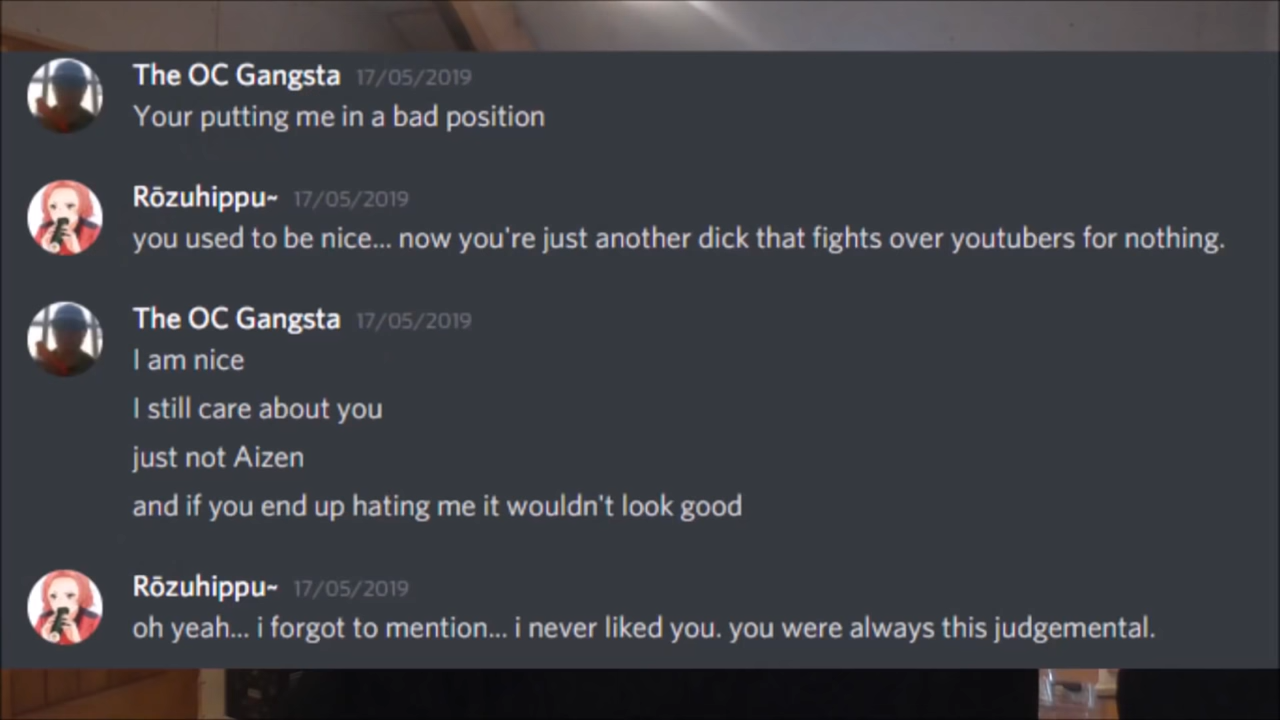 The OC Gangsta 17/05/2019
Your putting me in a bad position
Rōzuhippu~ 17/05/2019
you used to be nice... now you're just another dick that fights over youtubers for nothing.
The OC Gangsta 17/05/2019
I am nice
I still care about you
just not Aizen
and if you end up hating me it wouldn't look good
Rōzuhippu~ 17/05/2019
oh yeah... i forgot to mention... i never liked you. you were always this judgemental.